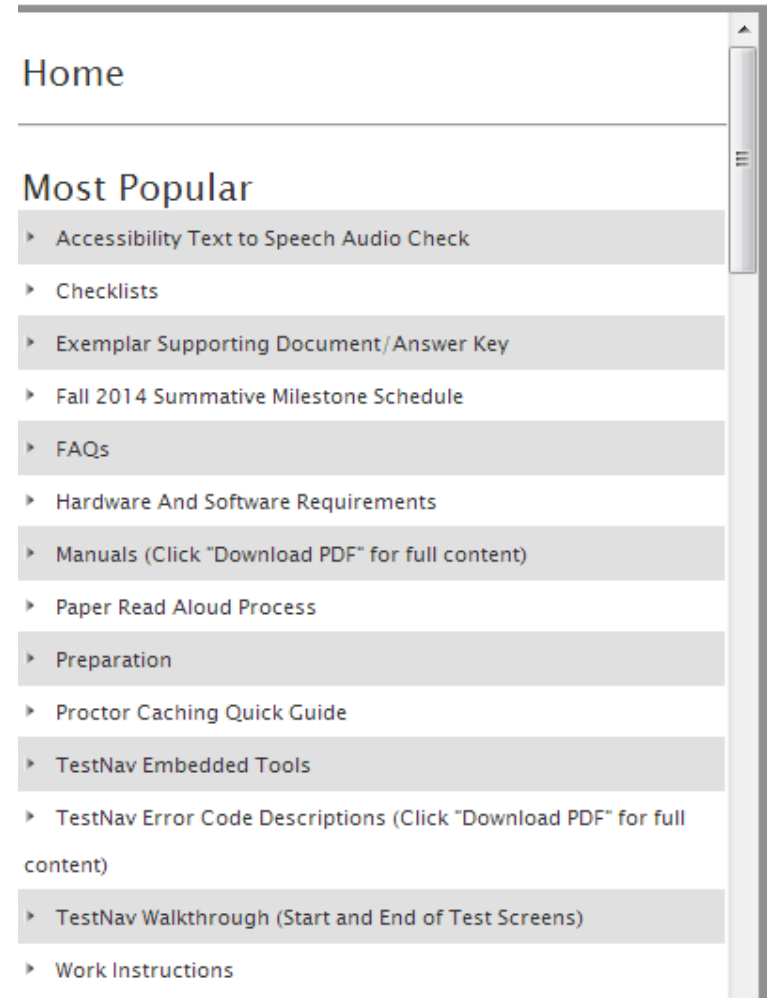 Home
Most Popular
Accessibility Text to Speech Audio Check
Checklists
Exemplar Supporting Document/Answer Key
Fall 2014 Summative Milestone Schedule
FAQs
Hardware And Software Requirements
Manuals (Click "Download PDF" for full content)
Paper Read Aloud Process
Preparation
Proctor Caching Quick Guide
TestNav Embedded Tools
TestNav Error Code Descriptions (Click "Download PDF" for full
content)
TestNav Walkthrough (Start and End of Test Screens)
Work Instructions